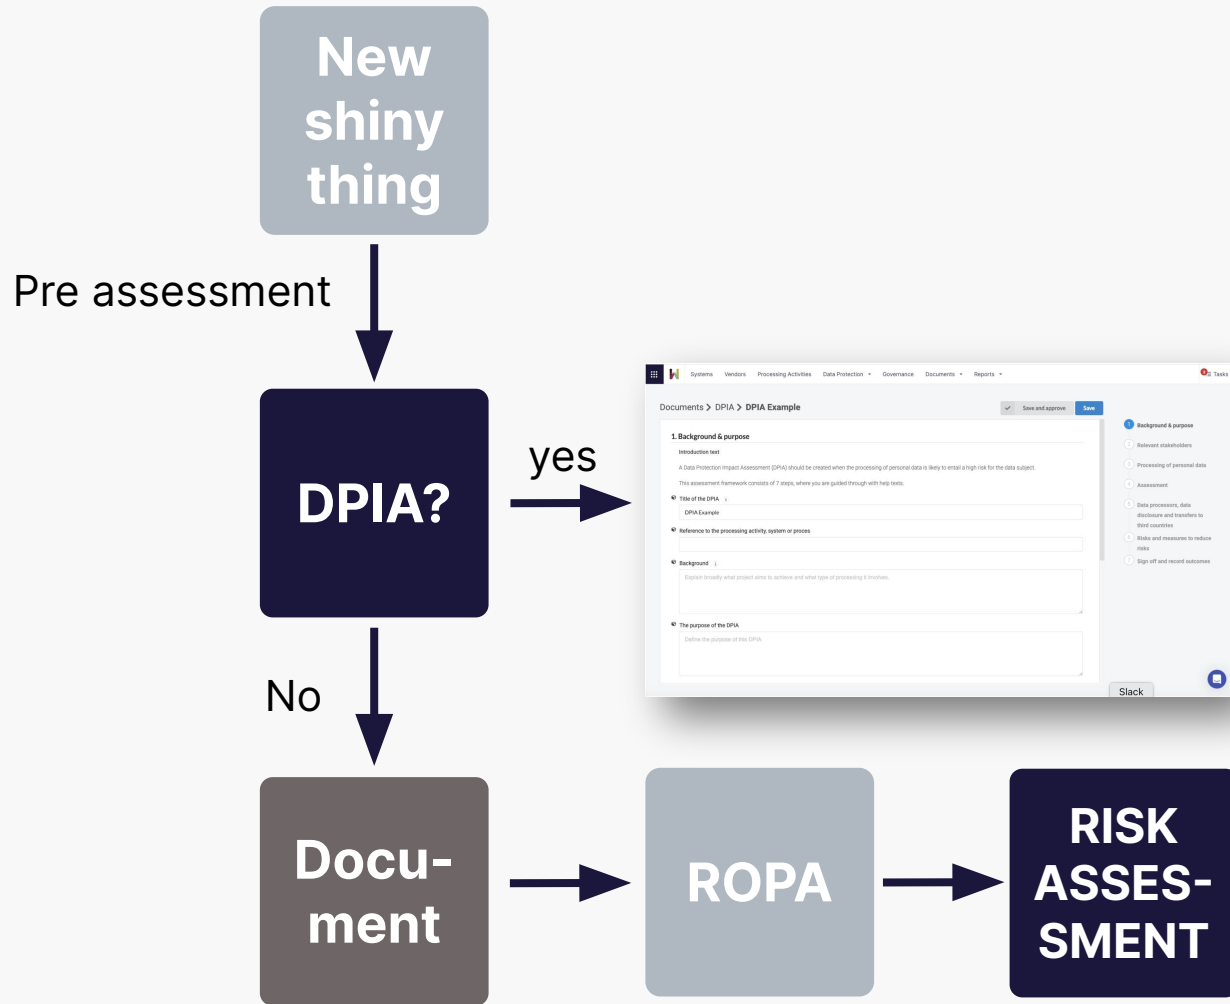 New
shiny
thing
Pre assessment
DPIA?
yes
Systems Vendors Processing Activities Data Protection Governance Documents Reports Tasks
Documents > DPIA > DPIA Example
Save and approve Save
1. Background & purpose
Introduction text
A Data Protection Impact Assessment (DPIA) should be created when the processing of personal data is likely to entail a high risk for the data subject.
This assessment framework consists of 7 steps, where you are guided through with help texts.
Title of the DPIA
DPIA Example
Reference to the processing activity, system or proces
Background
Explain broadly what project aims to achieve and what type of processing it involves.
The purpose of the DPIA
Define the purpose of this DPIA
1 Background & purpose
2 Relevant stakeholders
3 Processing of personal data
4 Assessment
5 Data processors, data
disclosure and transfers to
third countries
6 Risks and measures to reduce
risks
7 Sign off and record outcomes
Slack
No
Docu-
ment
ROPA
RISK
ASSES-
SMENT